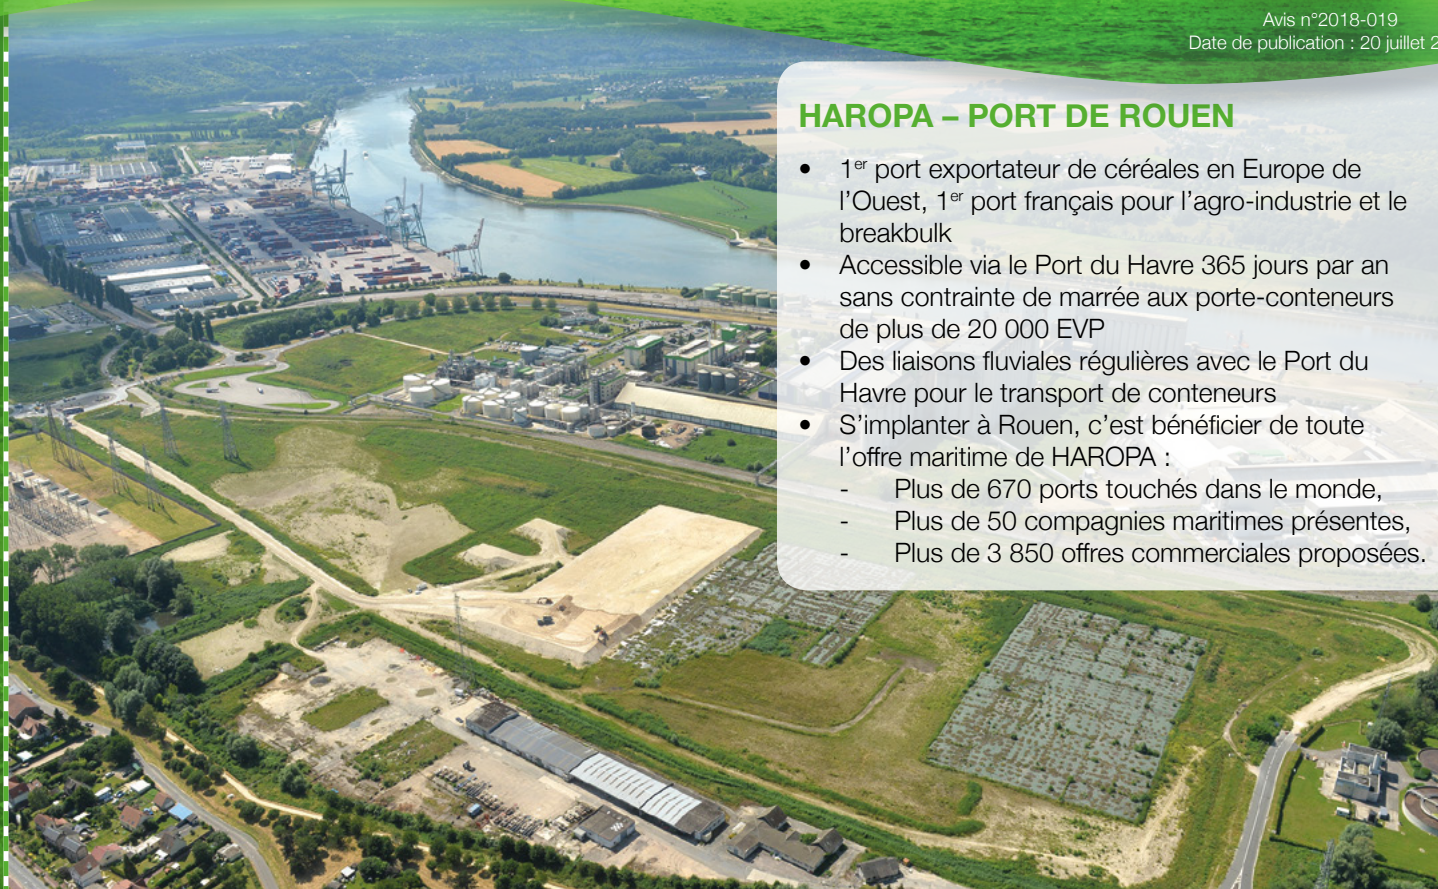 Avis n°2018-019
Date de publication : 20 juillet 2
HAROPA – PORT DE ROUEN
• 1er port exportateur de céréales en Europe de
l'Ouest, 1er port français pour l'agro-industrie et le
breakbulk
• Accessible via le Port du Havre 365 jours par an
sans contrainte de marrée aux porte-conteneurs
de plus de 20 000 EVP
• Des liaisons fluviales régulières avec le Port du
Havre pour le transport de conteneurs
• S'implanter à Rouen, c'est bénéficier de toute
l'offre maritime de HAROPA :
- Plus de 670 ports touchés dans le monde,
- Plus de 50 compagnies maritimes présentes,
- Plus de 3 850 offres commerciales proposées.